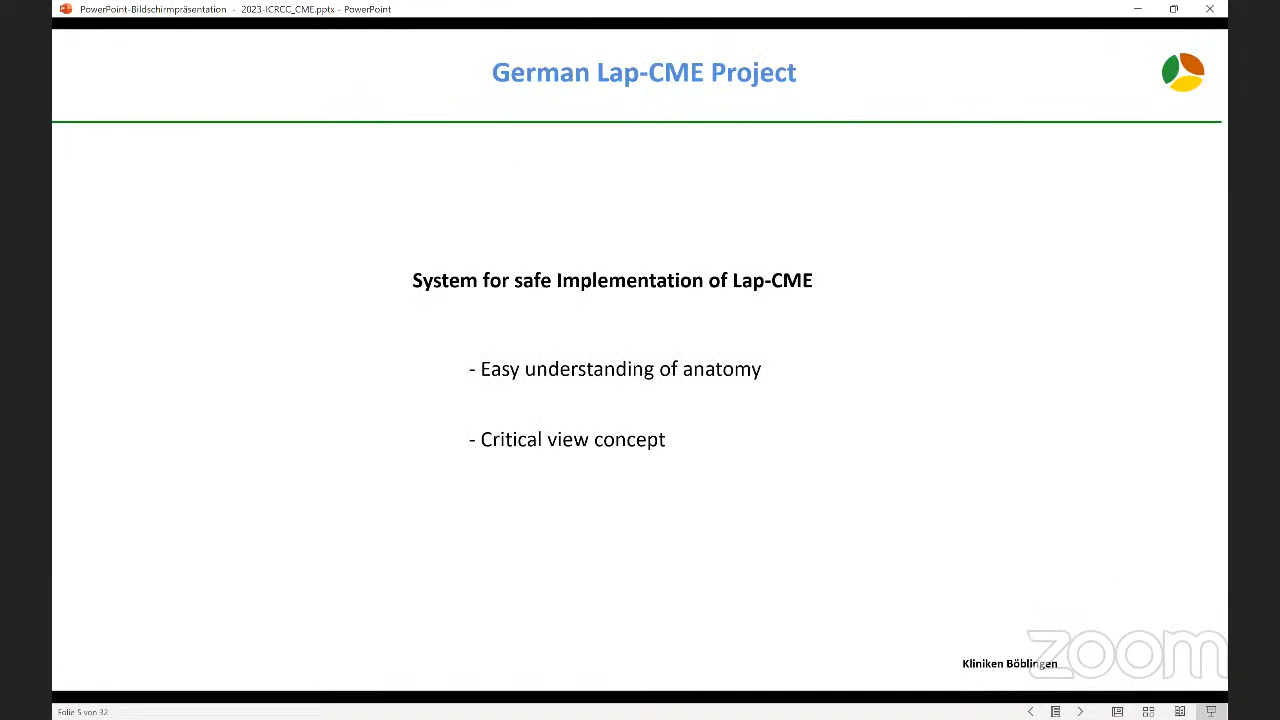 PowerPoint-Bildschirmpräsentation - 2023-ICRCC_CME.pptx - PowerPoint
German Lap-CME Project
System for safe Implementation of Lap-CME
- Easy understanding of anatomy
- Critical view concept
zoom
Kliniken Böblingen
Folie 5 von 32